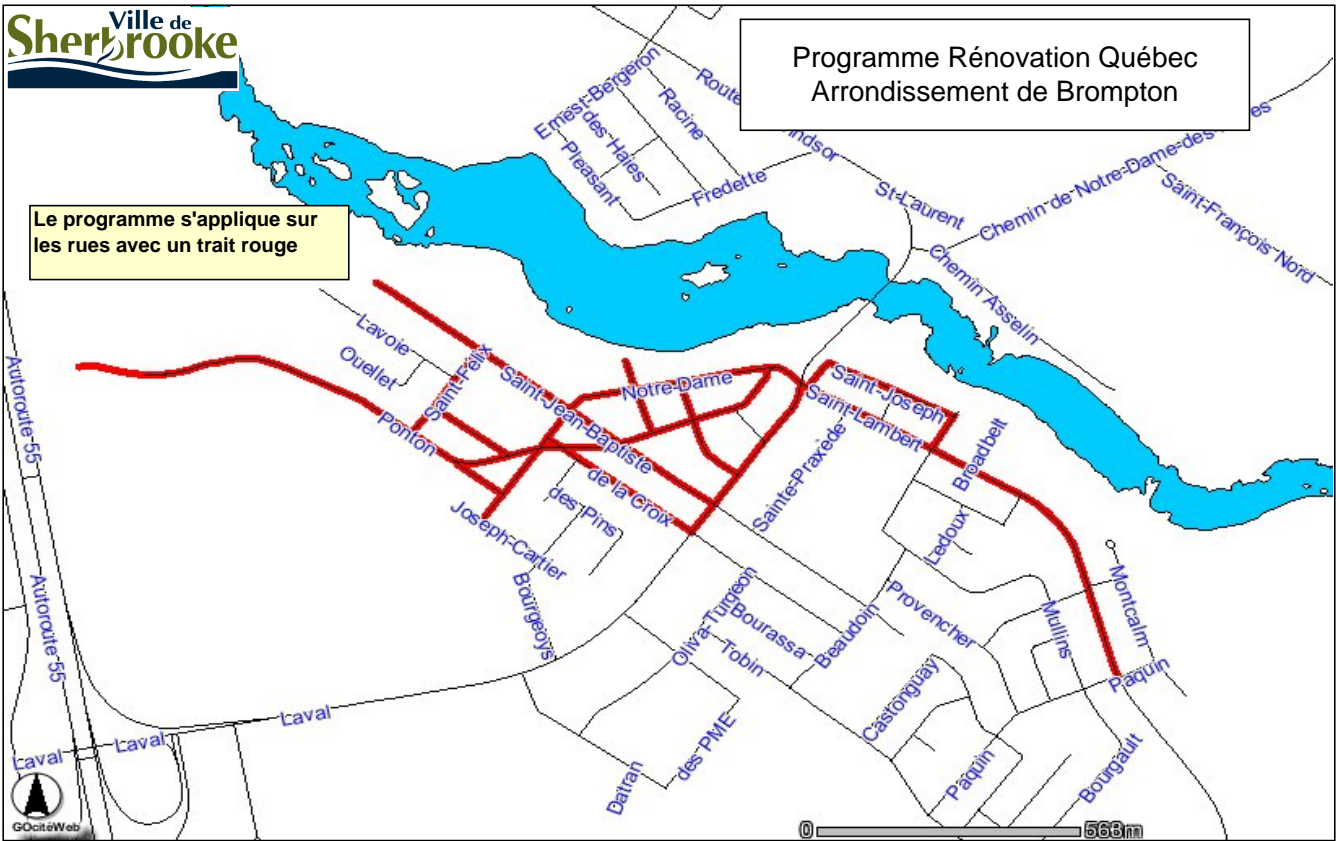 Ville de
Sherbrooke
Programme Rénovation Québec
Arrondissement de Brompton
Le programme s'applique sur
les rues avec un trait rouge
Ernest-Bergeron
Racine
des Haies
Pleasant
Fredette
Route
ndsor
St-Laurent
Chemin de Notre-Dame-des
es
Saint-François Nord
Chemin Asselin
Lavoie
Ouellet
Saint-Félix
Saint-Jean-Baptiste
Notre-Dame
Saint-Joseph
Saint-Lambert
Ponton
de la Croix
Sainte-Praxède
Broadbelt
Joseph-Cartier
des Pins
Ledoux
Bourgeoys
Oliva-Turgeon
Bourassa
Tobin
Beaudoin
Provencher
Mullins
Montcalm
Paquin
Castonguay
Paquin
Bourgault
Datran
des PME
Autoroute 55
Autoroute 55
Laval
Laval
Laval
GOcitéWeb
0
568m